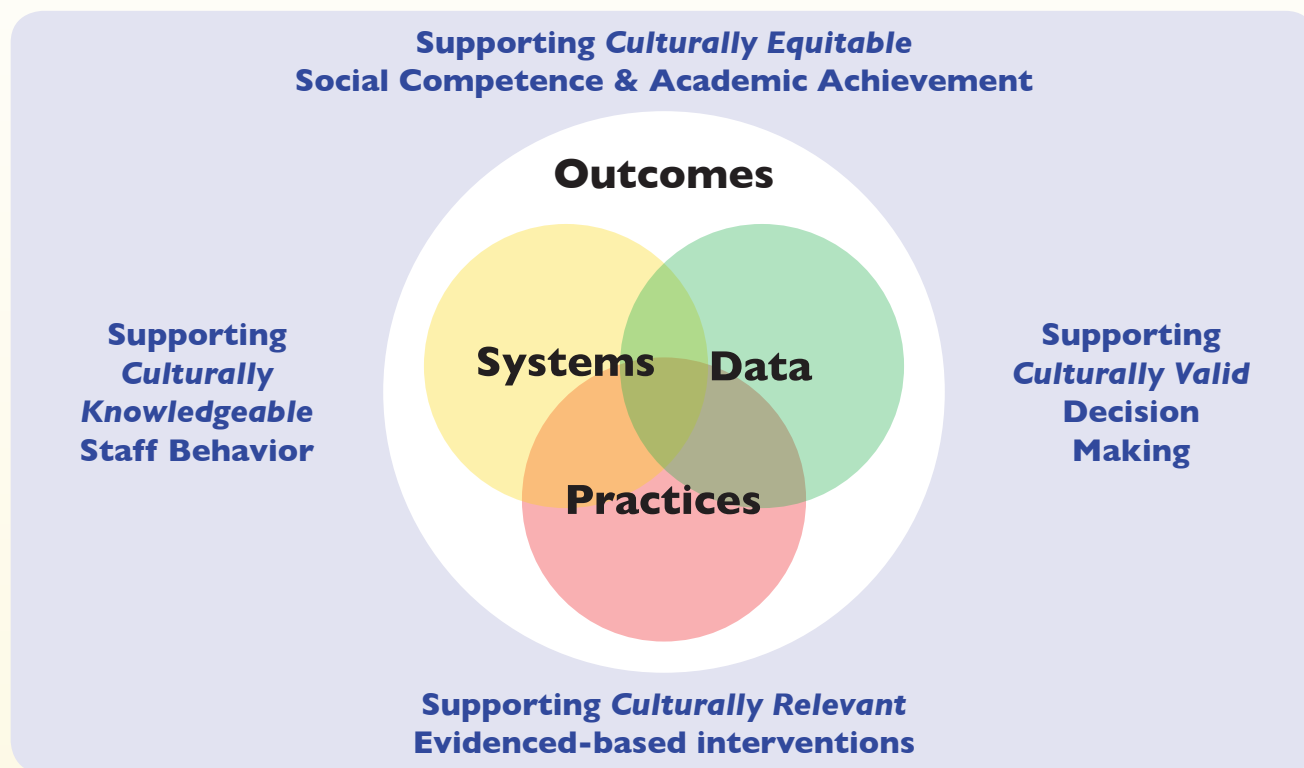 Supporting Culturally Equitable
Social Competence & Academic Achievement
Outcomes
Supporting
Culturally
Knowledgeable
Staff Behavior
Systems
Data
Practices
Supporting
Culturally Valid
Decision
Making
Supporting Culturally Relevant
Evidenced-based interventions